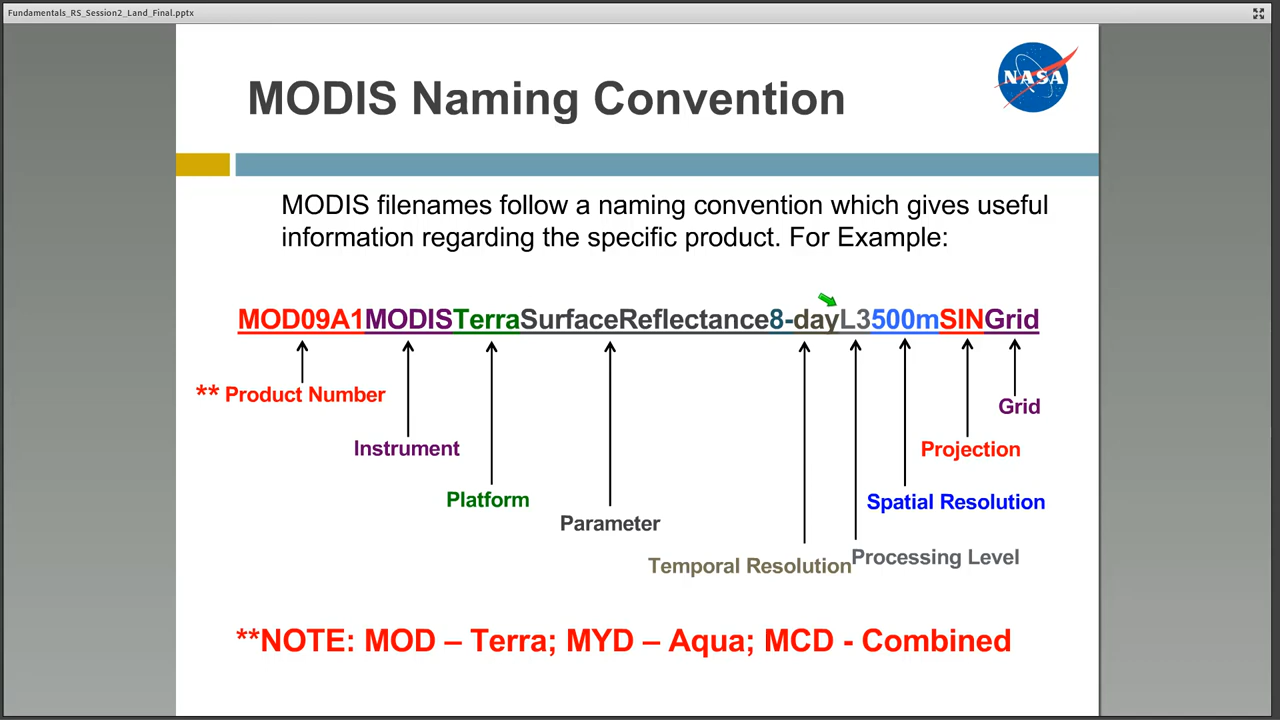 Fundamentals_RS_Session2_Land_Final.pptx
NASA
MODIS Naming Convention
MODIS filenames follow a naming convention which gives useful
information regarding the specific product. For Example:
MOD09A1MODISTerraSurfaceReflectance8-dayL3500mSINGrid
** Product Number
Grid
Instrument
Projection
Platform
Spatial Resolution
Parameter
Temporal Resolution
Processing Level
**NOTE: MOD – Terra; MYD – Aqua; MCD - Combined